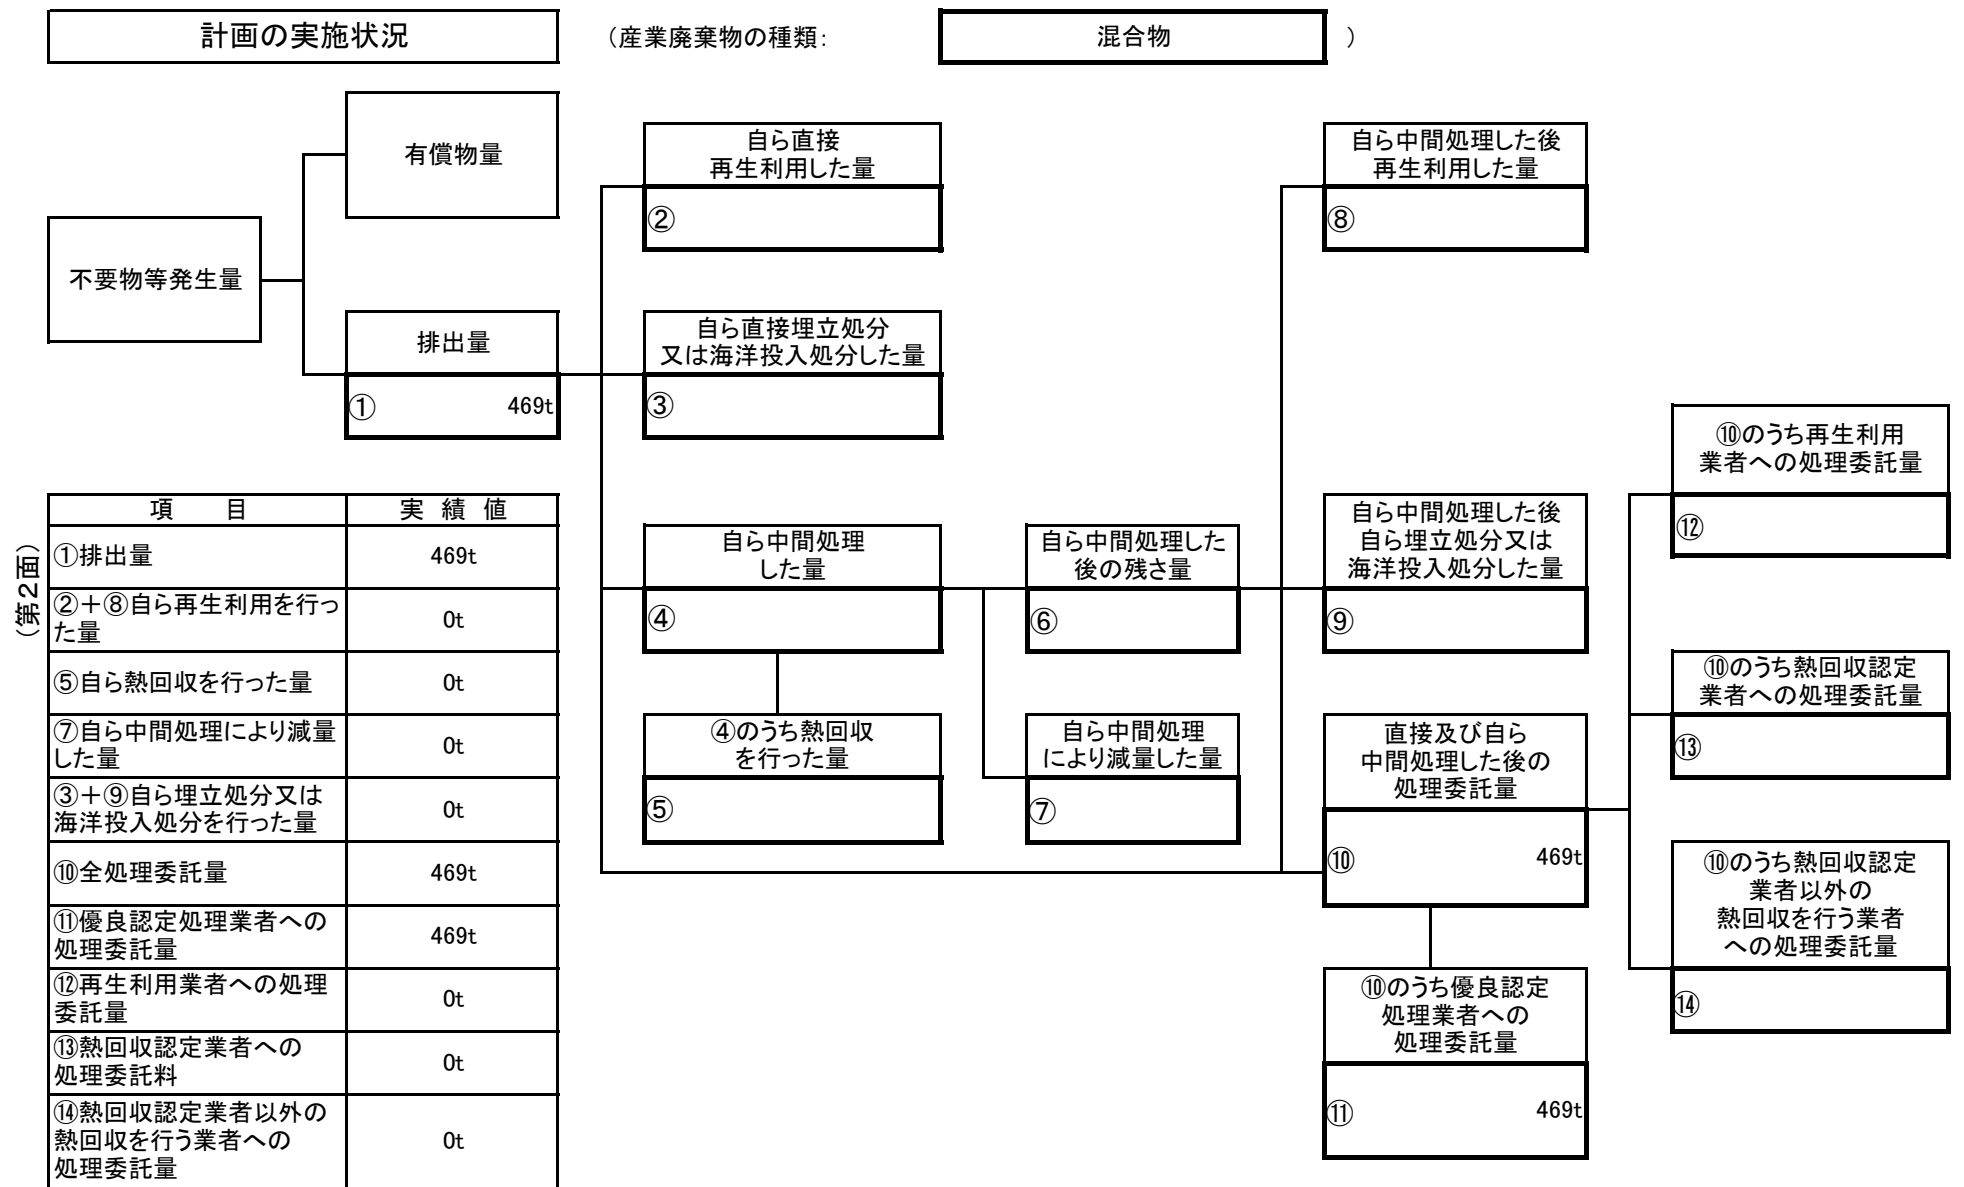 計画の実施状況
（産業廃棄物の種類：
混合物
）
有償物量
不要物等発生量
排出量
① 469t
自ら直接
再生利用した量
②
自ら直接埋立処分
又は海洋投入処分した量
③
自ら中間処理した後
再生利用した量
⑧
自ら中間処理
した量
④
自ら中間処理した
後の残さ量
⑥
自ら中間処理した後
自ら埋立処分又は
海洋投入処分した量
⑨
④のうち熱回収
を行った量
⑤
自ら中間処理
により減量した量
⑦
直接及び自ら
中間処理した後の
処理委託量
⑩ 469t
⑩のうち優良認定
処理業者への
処理委託量
⑪ 469t
⑩のうち再生利用
業者への処理委託量
⑫
⑩のうち熱回収認定
業者への処理委託量
⑬
⑩のうち熱回収認定
業者以外の
熱回収を行う業者
への処理委託量
⑭
（第２面）
項　目 実 績 値
①排出量 469t
②＋⑧自ら再生利用を行っ
た量 0t
⑤自ら熱回収を行った量 0t
⑦自ら中間処理により減量
した量 0t
③＋⑨自ら埋立処分又は
海洋投入処分を行った量 0t
⑩全処理委託量 469t
⑪優良認定処理業者への
処理委託量 469t
⑫再生利用業者への処理
委託量 0t
⑬熱回収認定業者への
処理委託料 0t
⑭熱回収認定業者以外の
熱回収を行う業者への
処理委託量 0t